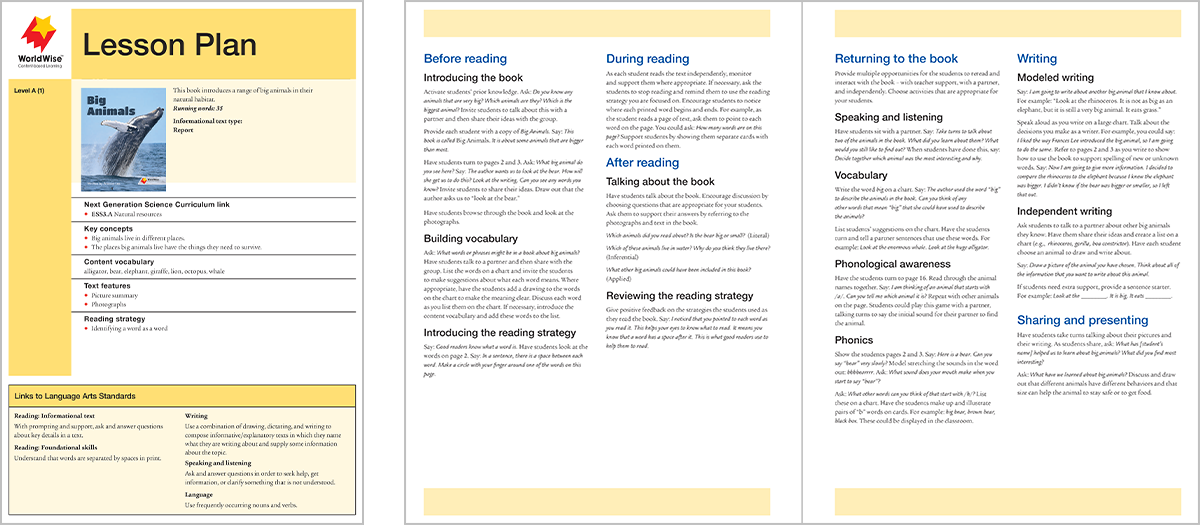 WorldWise™
Content-based Learning
Lesson Plan
Level A (1)
Big
Animals
This book introduces a range of big animals in their
natural habitat.
Running words: 35
Informational text type:
Report
Next Generation Science Curriculum link
• ESS3.A Natural resources
Key concepts
• Big animals live in different places.
• The places big animals live have the things they need to survive.
Content vocabulary
alligator, bear, elephant, giraffe, lion, octopus, whale
Text features
• Picture summary
• Photographs
Reading strategy
• Identifying a word as a word
Links to Language Arts Standards
Reading: Informational text
With prompting and support, ask and answer questions
about key details in a text.
Reading: Foundational skills
Understand that words are separated by spaces in print.
Writing
Use a combination of drawing, dictating, and writing to
compose informative/explanatory texts in which they name
what they are writing about and supply some information
about the topic.
Speaking and listening
Ask and answer questions in order to seek help, get
information, or clarify something that is not understood.
Language
Use frequently occurring nouns and verbs.
Before reading
Introducing the book
Activate students' prior knowledge. Ask: Do you know any
animals that are very big? Which animals are they? Which is the
biggest animal? Invite students to talk about this with a
partner and then share their ideas with the group.
Provide each student with a copy of Big Animals. Say: This
book is called Big Animals. It is about some animals that are bigger
than most.
Have students turn to pages 2 and 3. Ask: What big animal do
you see here? Say: The author wants us to look at the bear. How will
she get us to do this? Look at the writing. Can you see any words you
know? Invite students to share their ideas. Draw out that the
author asks us to "look at the bear."
Have students browse through the book and look at the
photographs.
Building vocabulary
Ask: What words or phrases might be in a book about big animals?
Have students talk to a partner and then share with the
group. List the words on a chart and invite the students
to make suggestions about what each word means. Where
appropriate, have the students add a drawing to the words
on the chart to make the meaning clear. Discuss each word
as you list them on the chart. If necessary, introduce the
content vocabulary and add these words to the list.
Introducing the reading strategy
Say: Good readers know what a word is. Have students look at the
words on page 2. Say: In a sentence, there is a space between each
word. Make a circle with your finger around one of the words on this
page.
During reading
As each student reads the text independently, monitor
and support them where appropriate. If necessary, ask the
students to stop reading and remind them to use the reading
strategy you are focused on. Encourage students to notice
where each printed word begins and ends. For example, as
the student reads a page of text, ask them to point to each
word on the page. You could ask: How many words are on this
page? Support students by showing them separate cards with
each word printed on them.
After reading
Talking about the book
Have students talk about the book. Encourage discussion by
choosing questions that are appropriate for your students.
Ask them to support their answers by referring to the
photographs and text in the book.
Which animals did you read about? Is the bear big or small? (Literal)
Which of these animals live in water? Why do you think they live there?
(Inferential)
What other big animals could have been included in this book?
(Applied)
Reviewing the reading strategy
Give positive feedback on the strategies the students used as
they read the book. Say: I noticed that you pointed to each word as
you read it. This helps your eyes to know what to read. It means you
know that a word has a space after it. This is what good readers use to
help them to read.
Returning to the book
Provide multiple opportunities for the students to reread and
interact with the book – with teacher support, with a partner,
and independently. Choose activities that are appropriate for
your students.
Speaking and listening
Have students sit with a partner. Say: Take turns to talk about
two of the animals in the book. What did you learn about them? What
would you still like to find out? When students have done this, say:
Decide together which animal was the most interesting and why.
Vocabulary
Write the word big on a chart. Say: The author used the word "big"
to describe the animals in the book. Can you think of any
other words that mean "big" that she could have used to describe
the animals?
List students' suggestions on the chart. Have the students
turn and tell a partner sentences that use these words. For
example: Look at the enormous whale. Look at the huge alligator.
Phonological awareness
Have the students turn to page 16. Read through the animal
names together. Say: I am thinking of an animal that starts with
/a/. Can you tell me which animal it is? Repeat with other animals
on the page. Students could play this game with a partner,
talking turns to say the initial sound for their partner to find
the animal.
Phonics
Show the students pages 2 and 3. Say: Here is a bear. Can you
say "bear" very slowly? Model stretching the sounds in the word
out: bbbbearrrr. Ask: What sound does your mouth make when you
start to say "bear"?
Ask: What other words can you think of that start with /b/? List
these on a chart. Have the students make up and illustrate
pairs of "b" words on cards. For example: big bear, brown bear,
black box. These could be displayed in the classroom.
Writing
Modeled writing
Say: I am going to write about another big animal that I know about.
For example: "Look at the rhinoceros. It is not as big as an
elephant, but it is still a very big animal. It eats grass."
Speak aloud as you write on a large chart. Talk about the
decisions you make as a writer. For example, you could say:
I liked the way Frances Lee introduced the big animal, so I am going
to do the same. Refer to pages 2 and 3 as you write to show
how to use the book to support spelling of new or unknown
words. Say: Now I am going to give more information. I decided to
compare the rhinoceros to the elephant because I knew the elephant
was bigger. I didn't know if the bear was bigger or smaller, so I left
that out.
Independent writing
Ask students to talk to a partner about other big animals
they know. Have them share their ideas and create a list on a
chart (e.g., rhinoceros, gorilla, boa constrictor). Have each student
choose an animal to draw and write about.
Say: Draw a picture of the animal you have chosen. Think about all of
the information that you want to write about this animal.
If students need extra support, provide a sentence starter.
For example: Look at the ________. It is big. It eats ________.
Sharing and presenting
Have students take turns talking about their pictures and
their writing. As students share, ask: What has [student's
name] helped us to learn about big animals? What did you find most
interesting?
Ask: What have we learned about big animals? Discuss and draw
out that different animals have different behaviors and that
size can help the animal to stay safe or to get food.